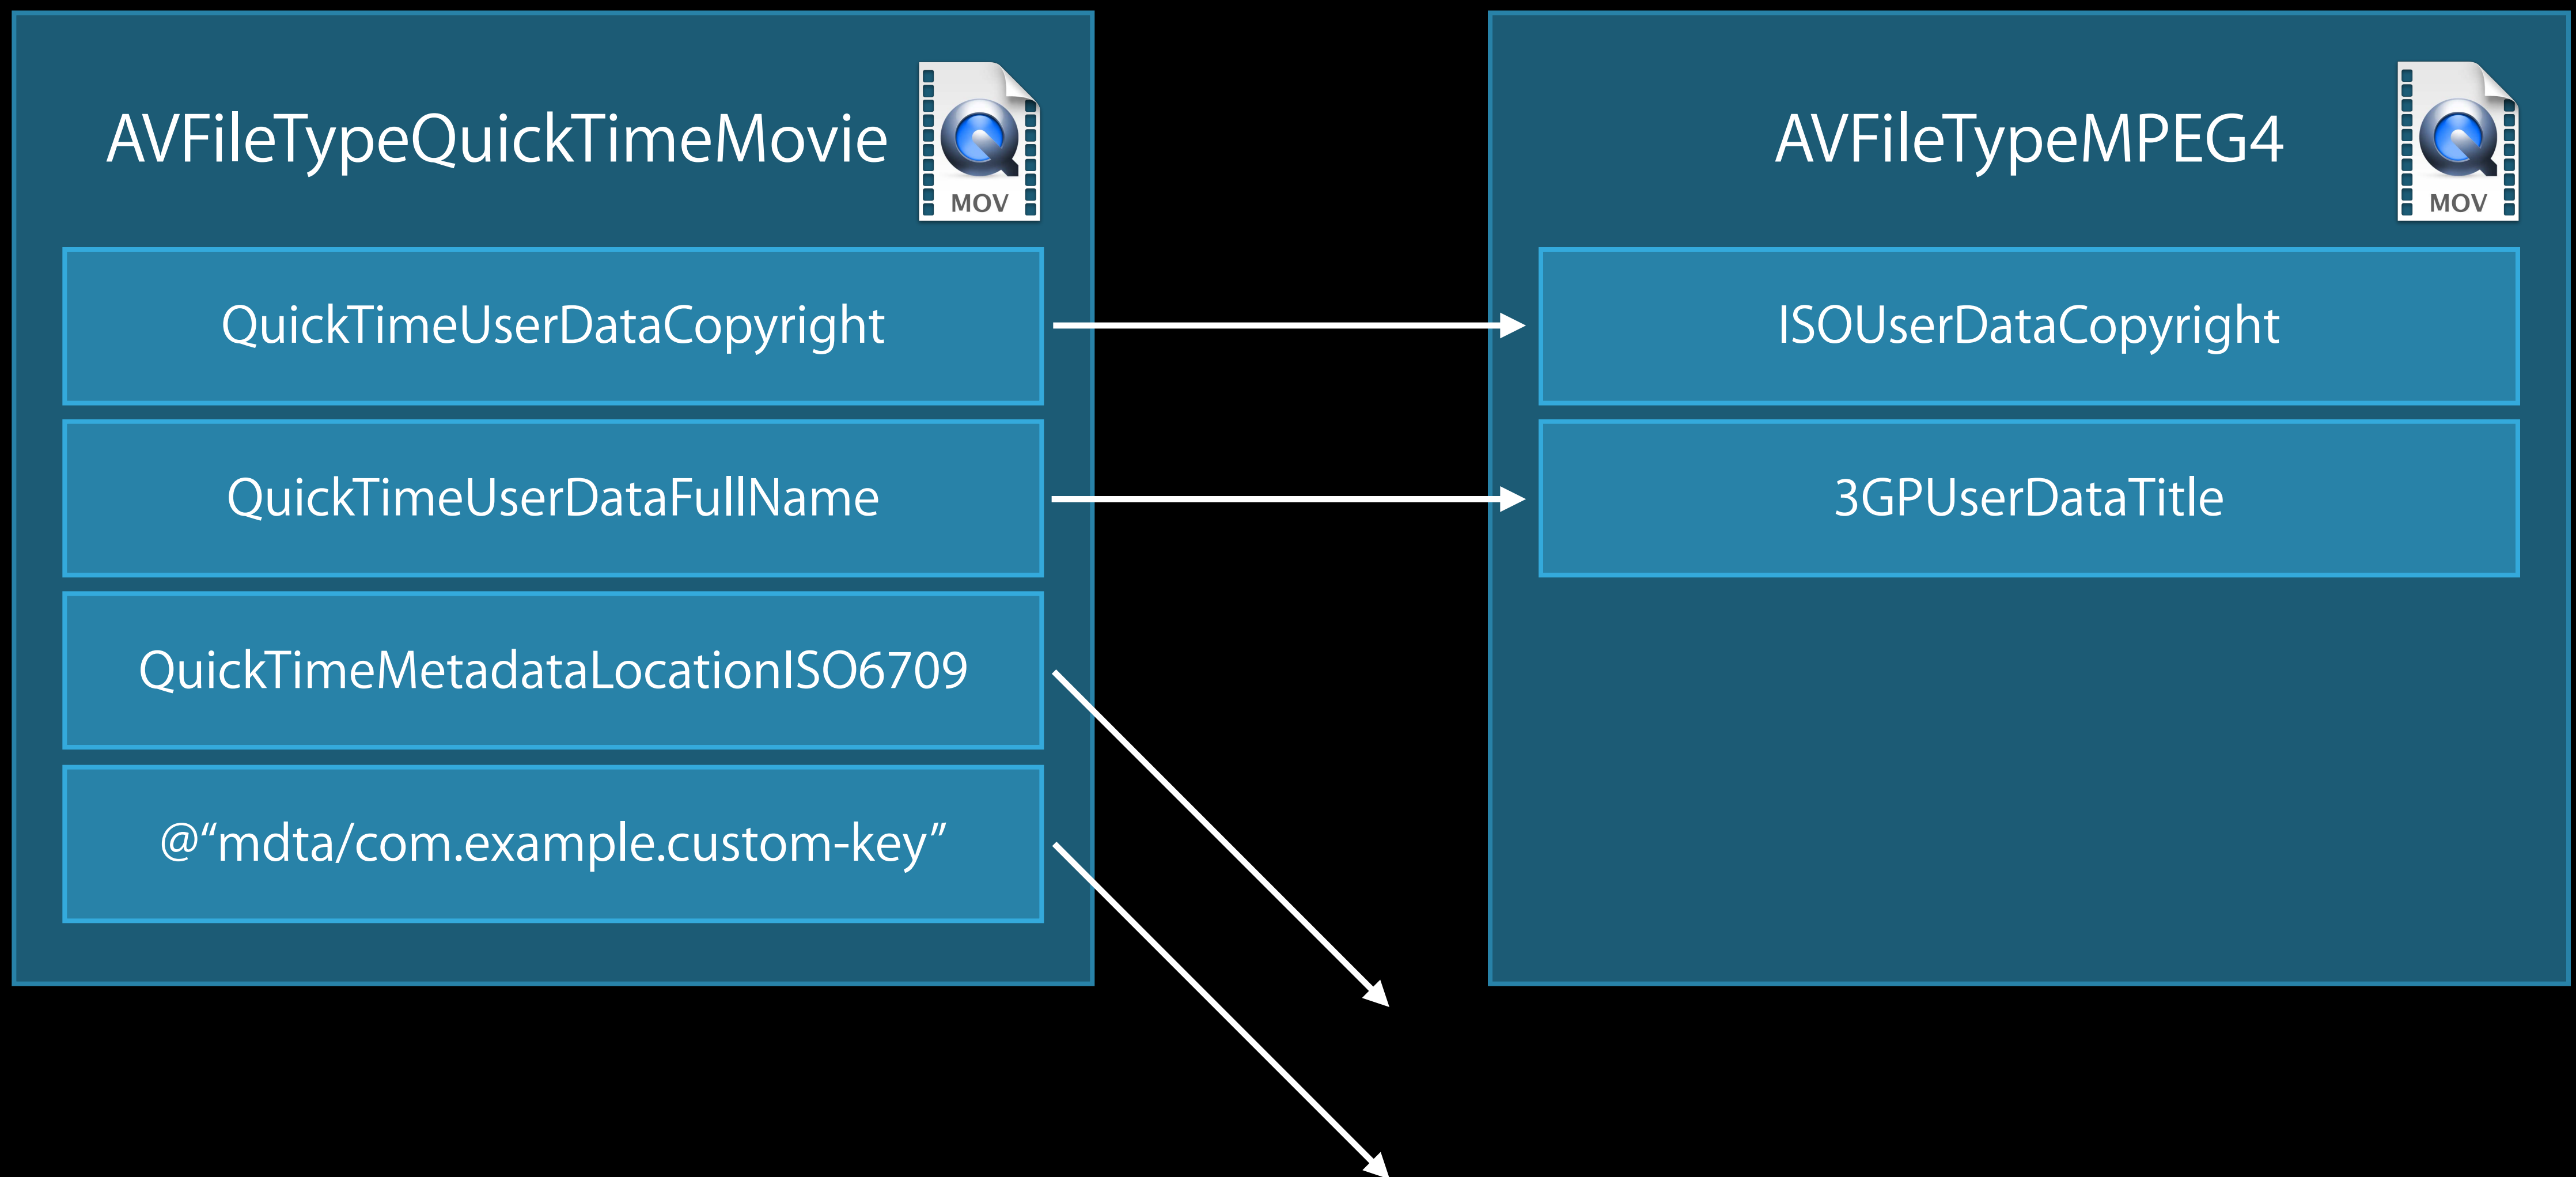 AVFileTypeQuickTimeMovie
MOV
QuickTimeUserDataCopyright
QuickTimeUserDataFullName
QuickTimeMetadataLocationISO6709
@“mdta/com.example.custom-key”
AVFileTypeMPEG4
MOV
ISOUserDataCopyright
3GPUserDataTitle